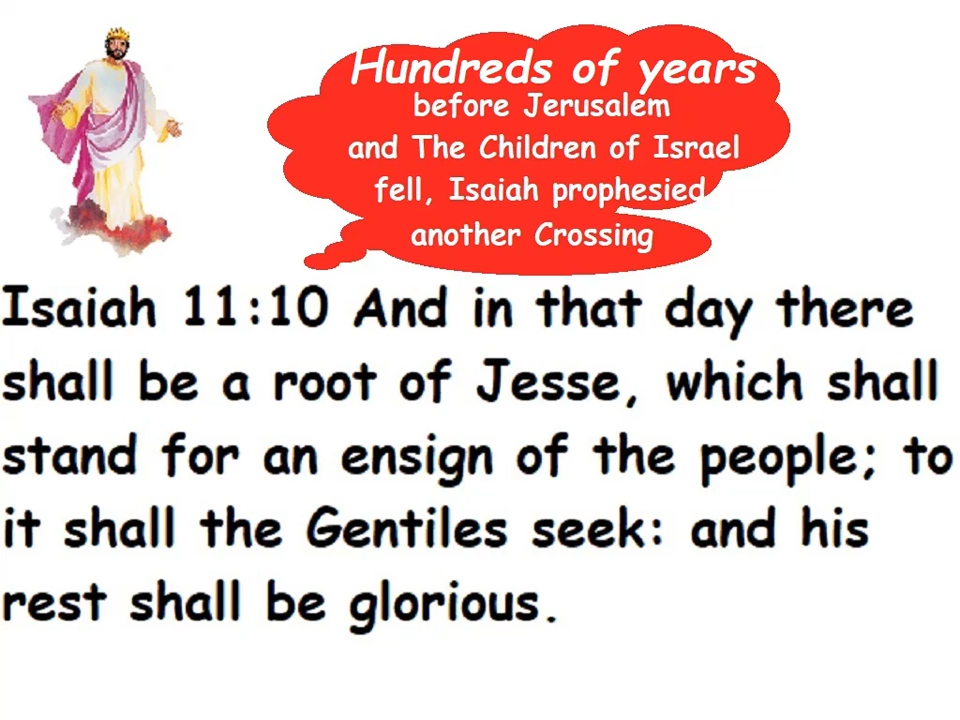 Hundreds of years
before Jerusalem
and The Children of Israel
fell, Isaiah prophesied
another Crossing
Isaiah 11:10 And in that day there
shall be a root of Jesse, which shall
stand for an ensign of the people; to
it shall the Gentiles seek: and his
rest shall be glorious.